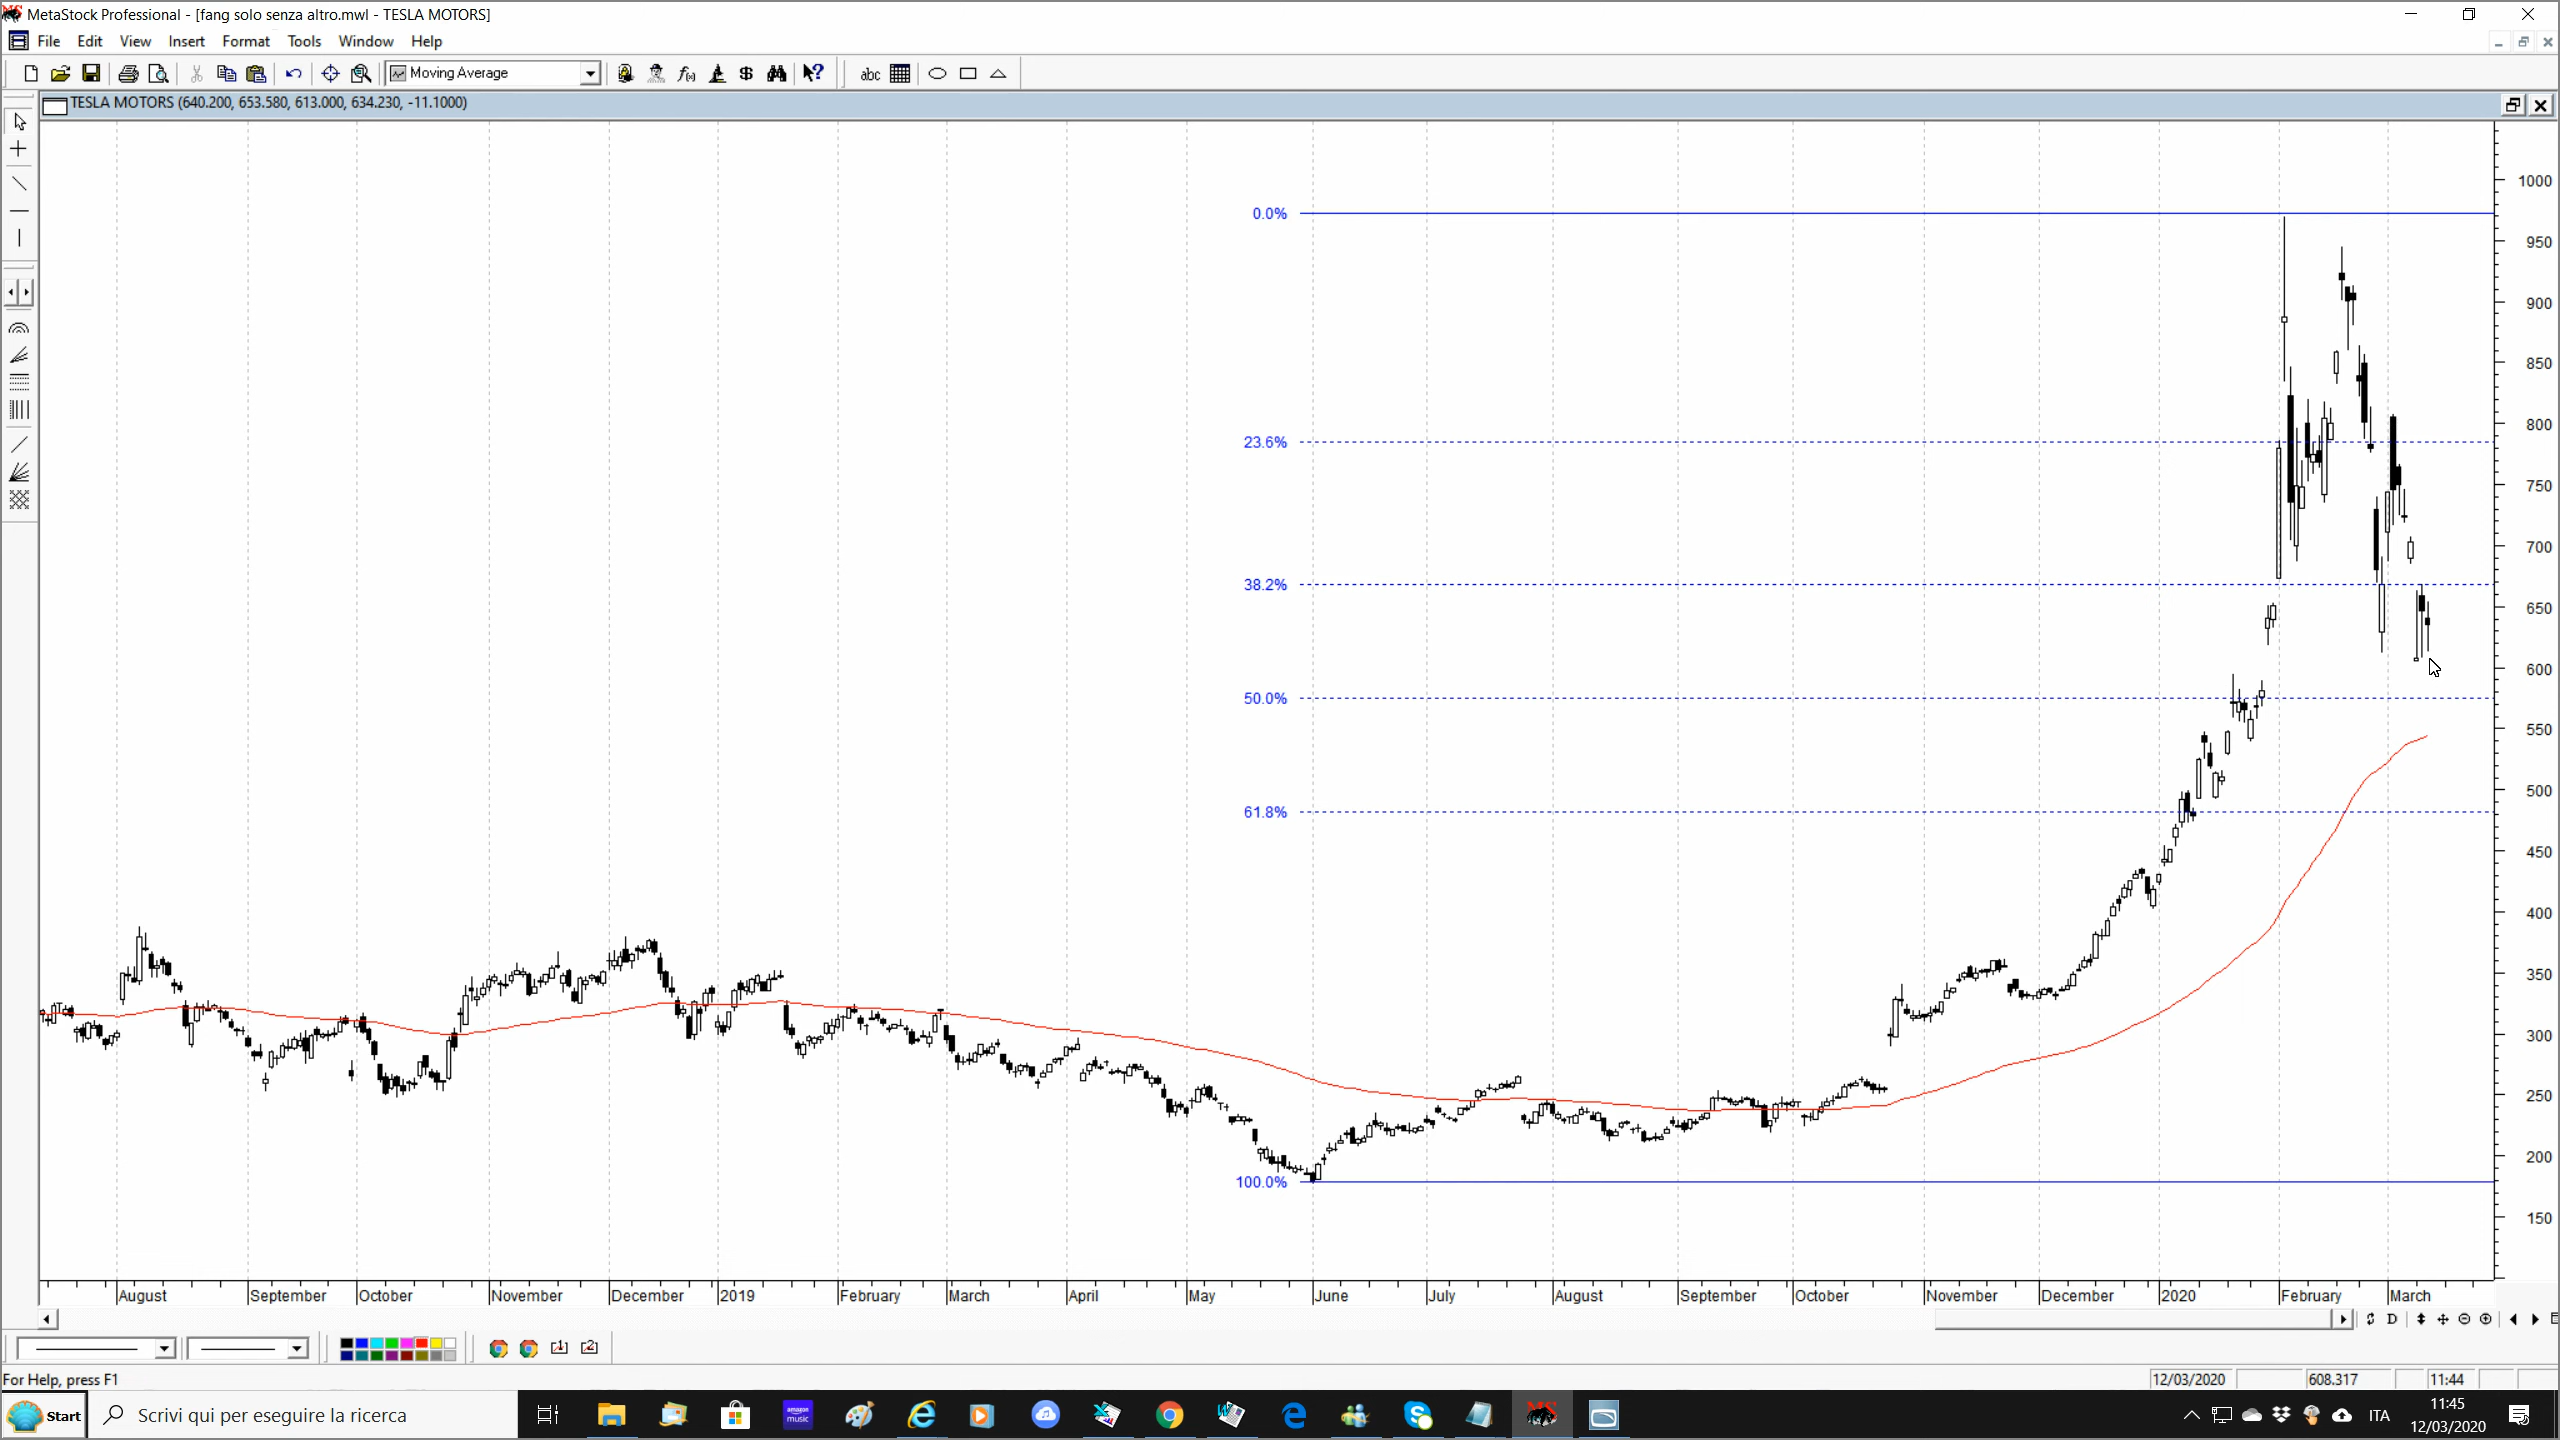 MetaStock Professional - [fang solo senza altro.mwl - TESLA MOTORS]
File Edit View Insert Format Tools Window Help
Moving Average
abc
TESLA MOTORS (640.200, 653.580, 613.000, 634.230, -11.1000)
1000
0.0%
950
900
850
800
23.6%
750
700
38.2%
650
600
50.0%
550
500
61.8%
450
400
350
300
250
200
100.0%
150
August September October November December 2019 February March April May June July August September October November December 2020 February March
D
For Help, press F1
12/03/2020 608.317 11:44
Start Scrivi qui per eseguire la ricerca
amazon music
ITA
11:45
12/03/2020